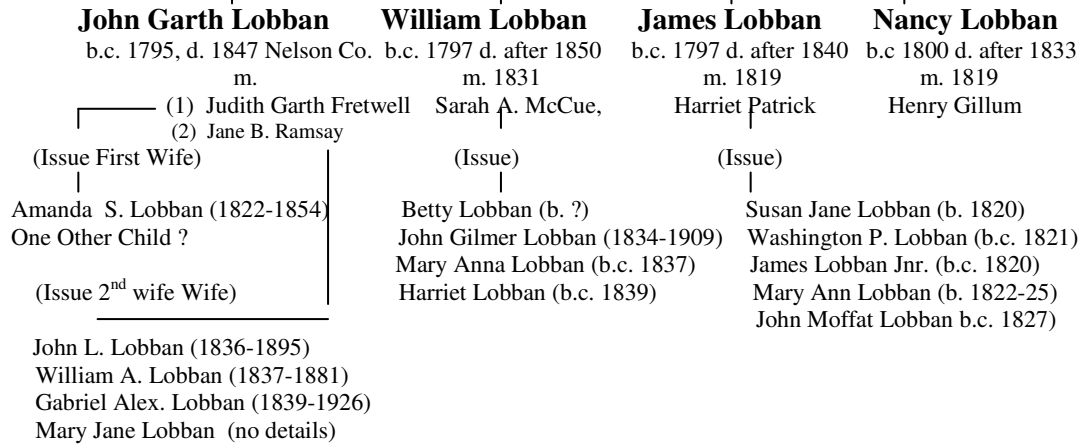 John Garth Lobban
b.c. 1795, d. 1847 Nelson Co.
m.
(1) Judith Garth Fretwell
(2) Jane B. Ramsay
(Issue First Wife)
Amanda S. Lobban (1822-1854)
One Other Child ?
(Issue 2nd wife Wife)
John L. Lobban (1836-1895)
William A. Lobban (1837-1881)
Gabriel Alex. Lobban (1839-1926)
Mary Jane Lobban (no details)
William Lobban
b.c. 1797 d. after 1850
m. 1831
Sarah A. McCue,
(Issue)
Betty Lobban (b. ?)
John Gilmer Lobban (1834-1909)
Mary Anna Lobban (b.c. 1837)
Harriet Lobban (b.c. 1839)
James Lobban
b.c. 1797 d. after 1840
m. 1819
Harriet Patrick
(Issue)
Susan Jane Lobban (b. 1820)
Washington P. Lobban (b.c. 1821)
James Lobban Jnr. (b.c. 1820)
Mary Ann Lobban (b. 1822-25)
John Moffat Lobban b.c. 1827)
Nancy Lobban
b.c 1800 d. after 1833
m. 1819
Henry Gillum